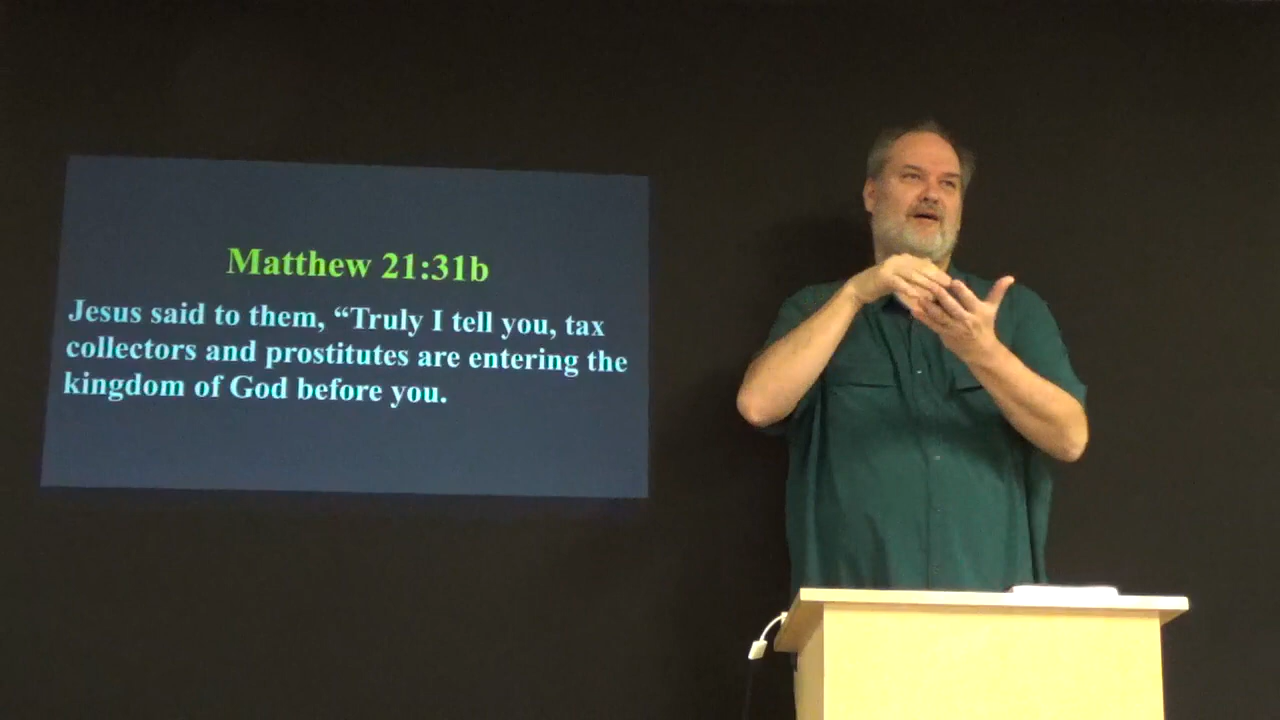 Matthew 21:31b
Jesus said to them, “Truly I tell you, tax
collectors and prostitutes are entering the
kingdom of God before you.